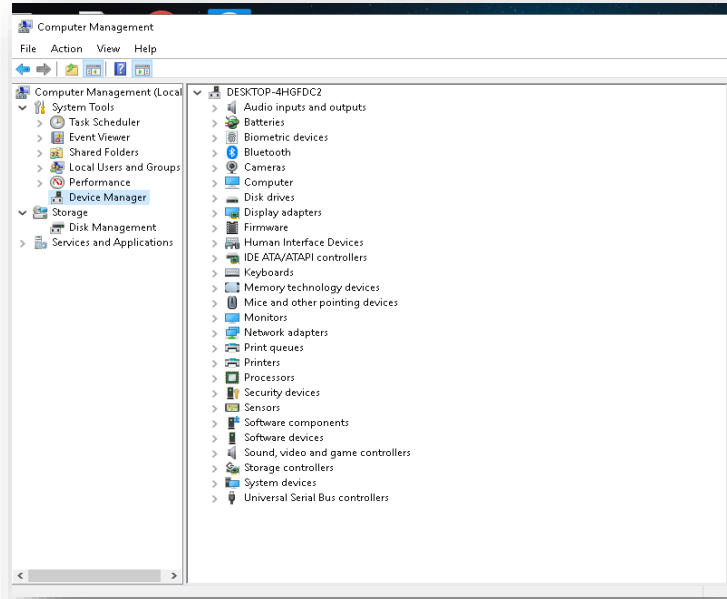 Computer Management
File Action View Help
Computer Management (Local
System Tools
Task Scheduler
Event Viewer
Shared Folders
Local Users and Groups
Performance
Device Manager
Storage
Disk Management
Services and Applications
DESKTOP-4HGFDC2
Audio inputs and outputs
Batteries
Biometric devices
Bluetooth
Cameras
Computer
Disk drives
Display adapters
Firmware
Human Interface Devices
IDE ATA/ATAPI controllers
Keyboards
Memory technology devices
Mice and other pointing devices
Monitors
Network adapters
Print queues
Printers
Processors
Security devices
Sensors
Software components
Software devices
Sound, video and game controllers
Storage controllers
System devices
Universal Serial Bus controllers